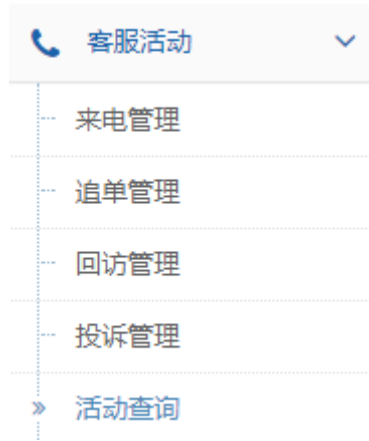 客服活动
来电管理
追单管理
回访管理
投诉管理
活动查询